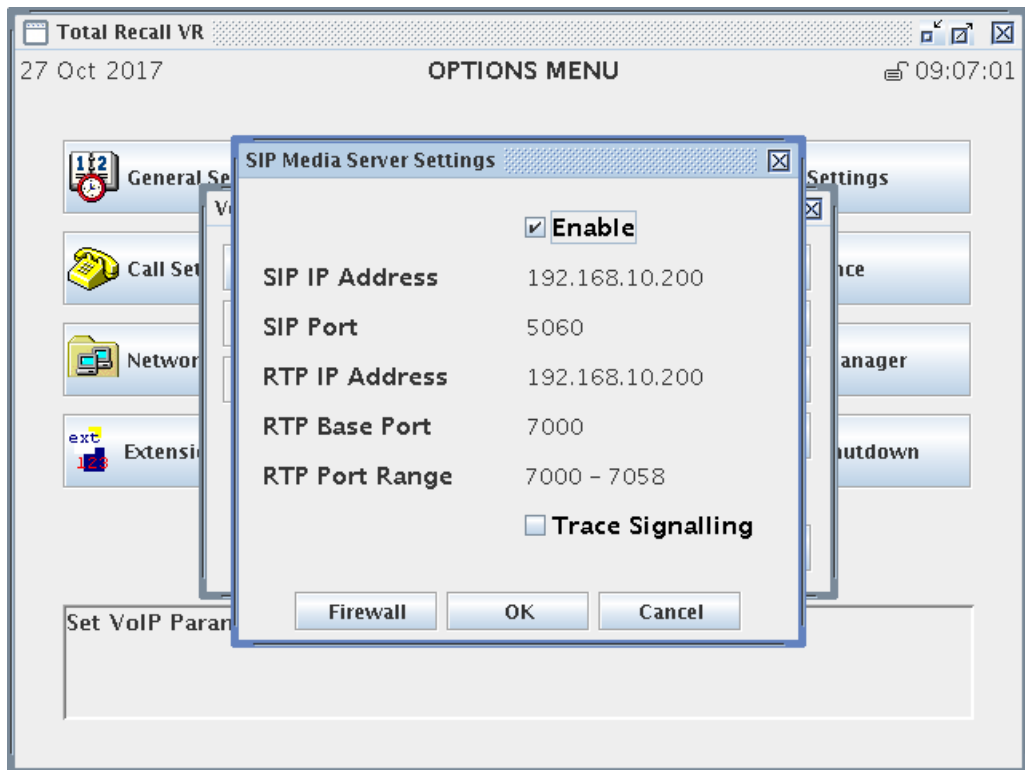 Total Recall VR
27 Oct 2017
OPTIONS MENU
09:07:01
1 2
General Se
Settings
Call Set
nce
Networ
anager
ext
123
Extensi
utdown
V
SIP Media Server Settings
Enable
SIP IP Address 192.168.10.200
SIP Port 5060
RTP IP Address 192.168.10.200
RTP Base Port 7000
RTP Port Range 7000 – 7058
Trace Signalling
Firewall
OK
Cancel
Set VoIP Paran